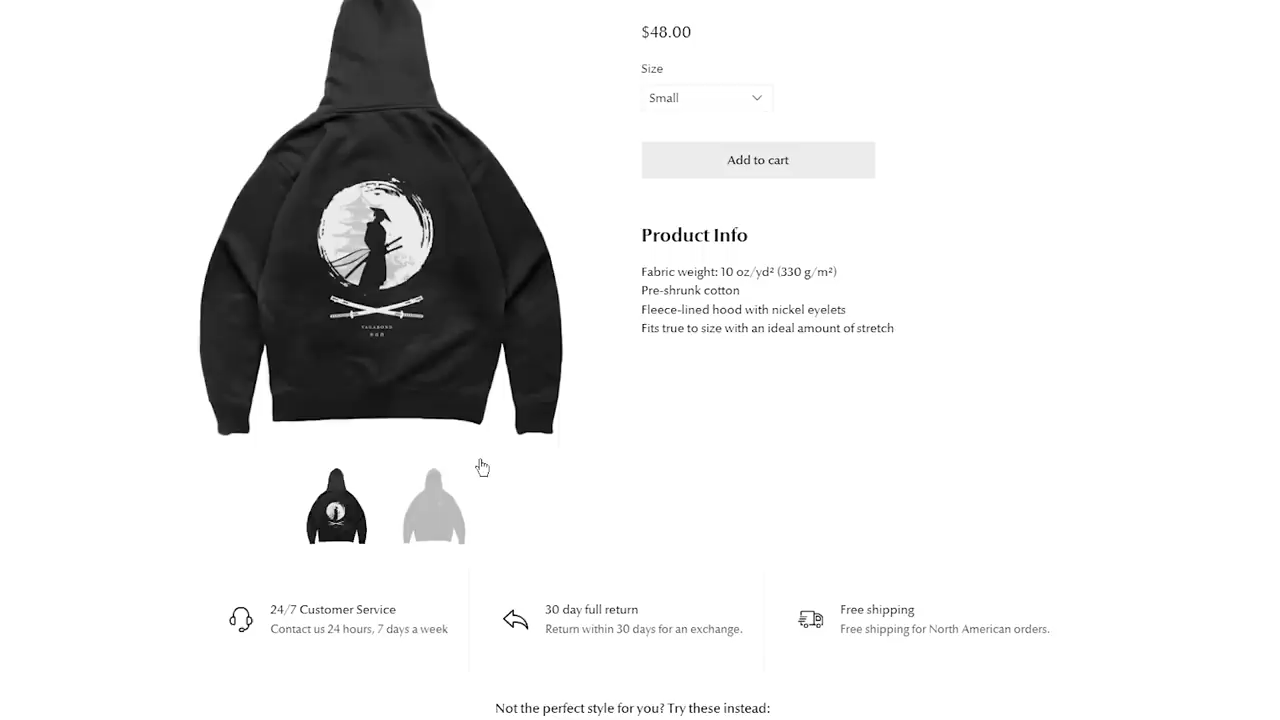 $48.00
Size
Small
Add to cart
Product Info
Fabric weight: 10 oz/yd² (330 g/m²)
Pre-shrunk cotton
Fleece-lined hood with nickel eyelets
Fits true to size with an ideal amount of stretch
VAGABOND
24/7 Customer Service
Contact us 24 hours, 7 days a week
30 day full return
Return within 30 days for an exchange.
Free shipping
Free shipping for North American orders.
Not the perfect style for you? Try these instead: